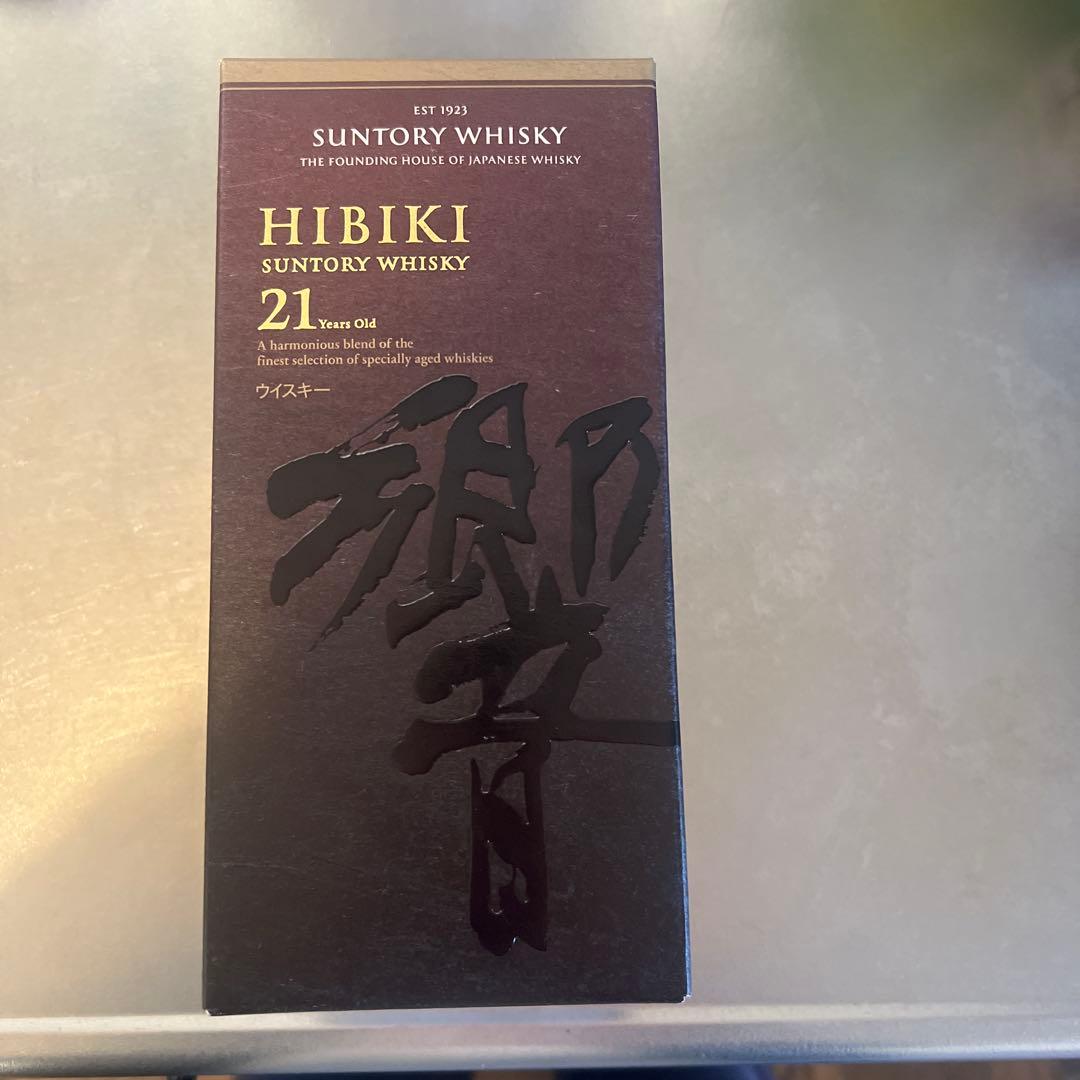 EST 1923
SUNTORY WHISKY
THE FOUNDING HOUSE OF JAPANESE WHISKY
HIBIKI
SUNTORY WHISKY
21 Years Old
A harmonious blend of the
finest selection of specially aged whiskies
ウイスキー
響